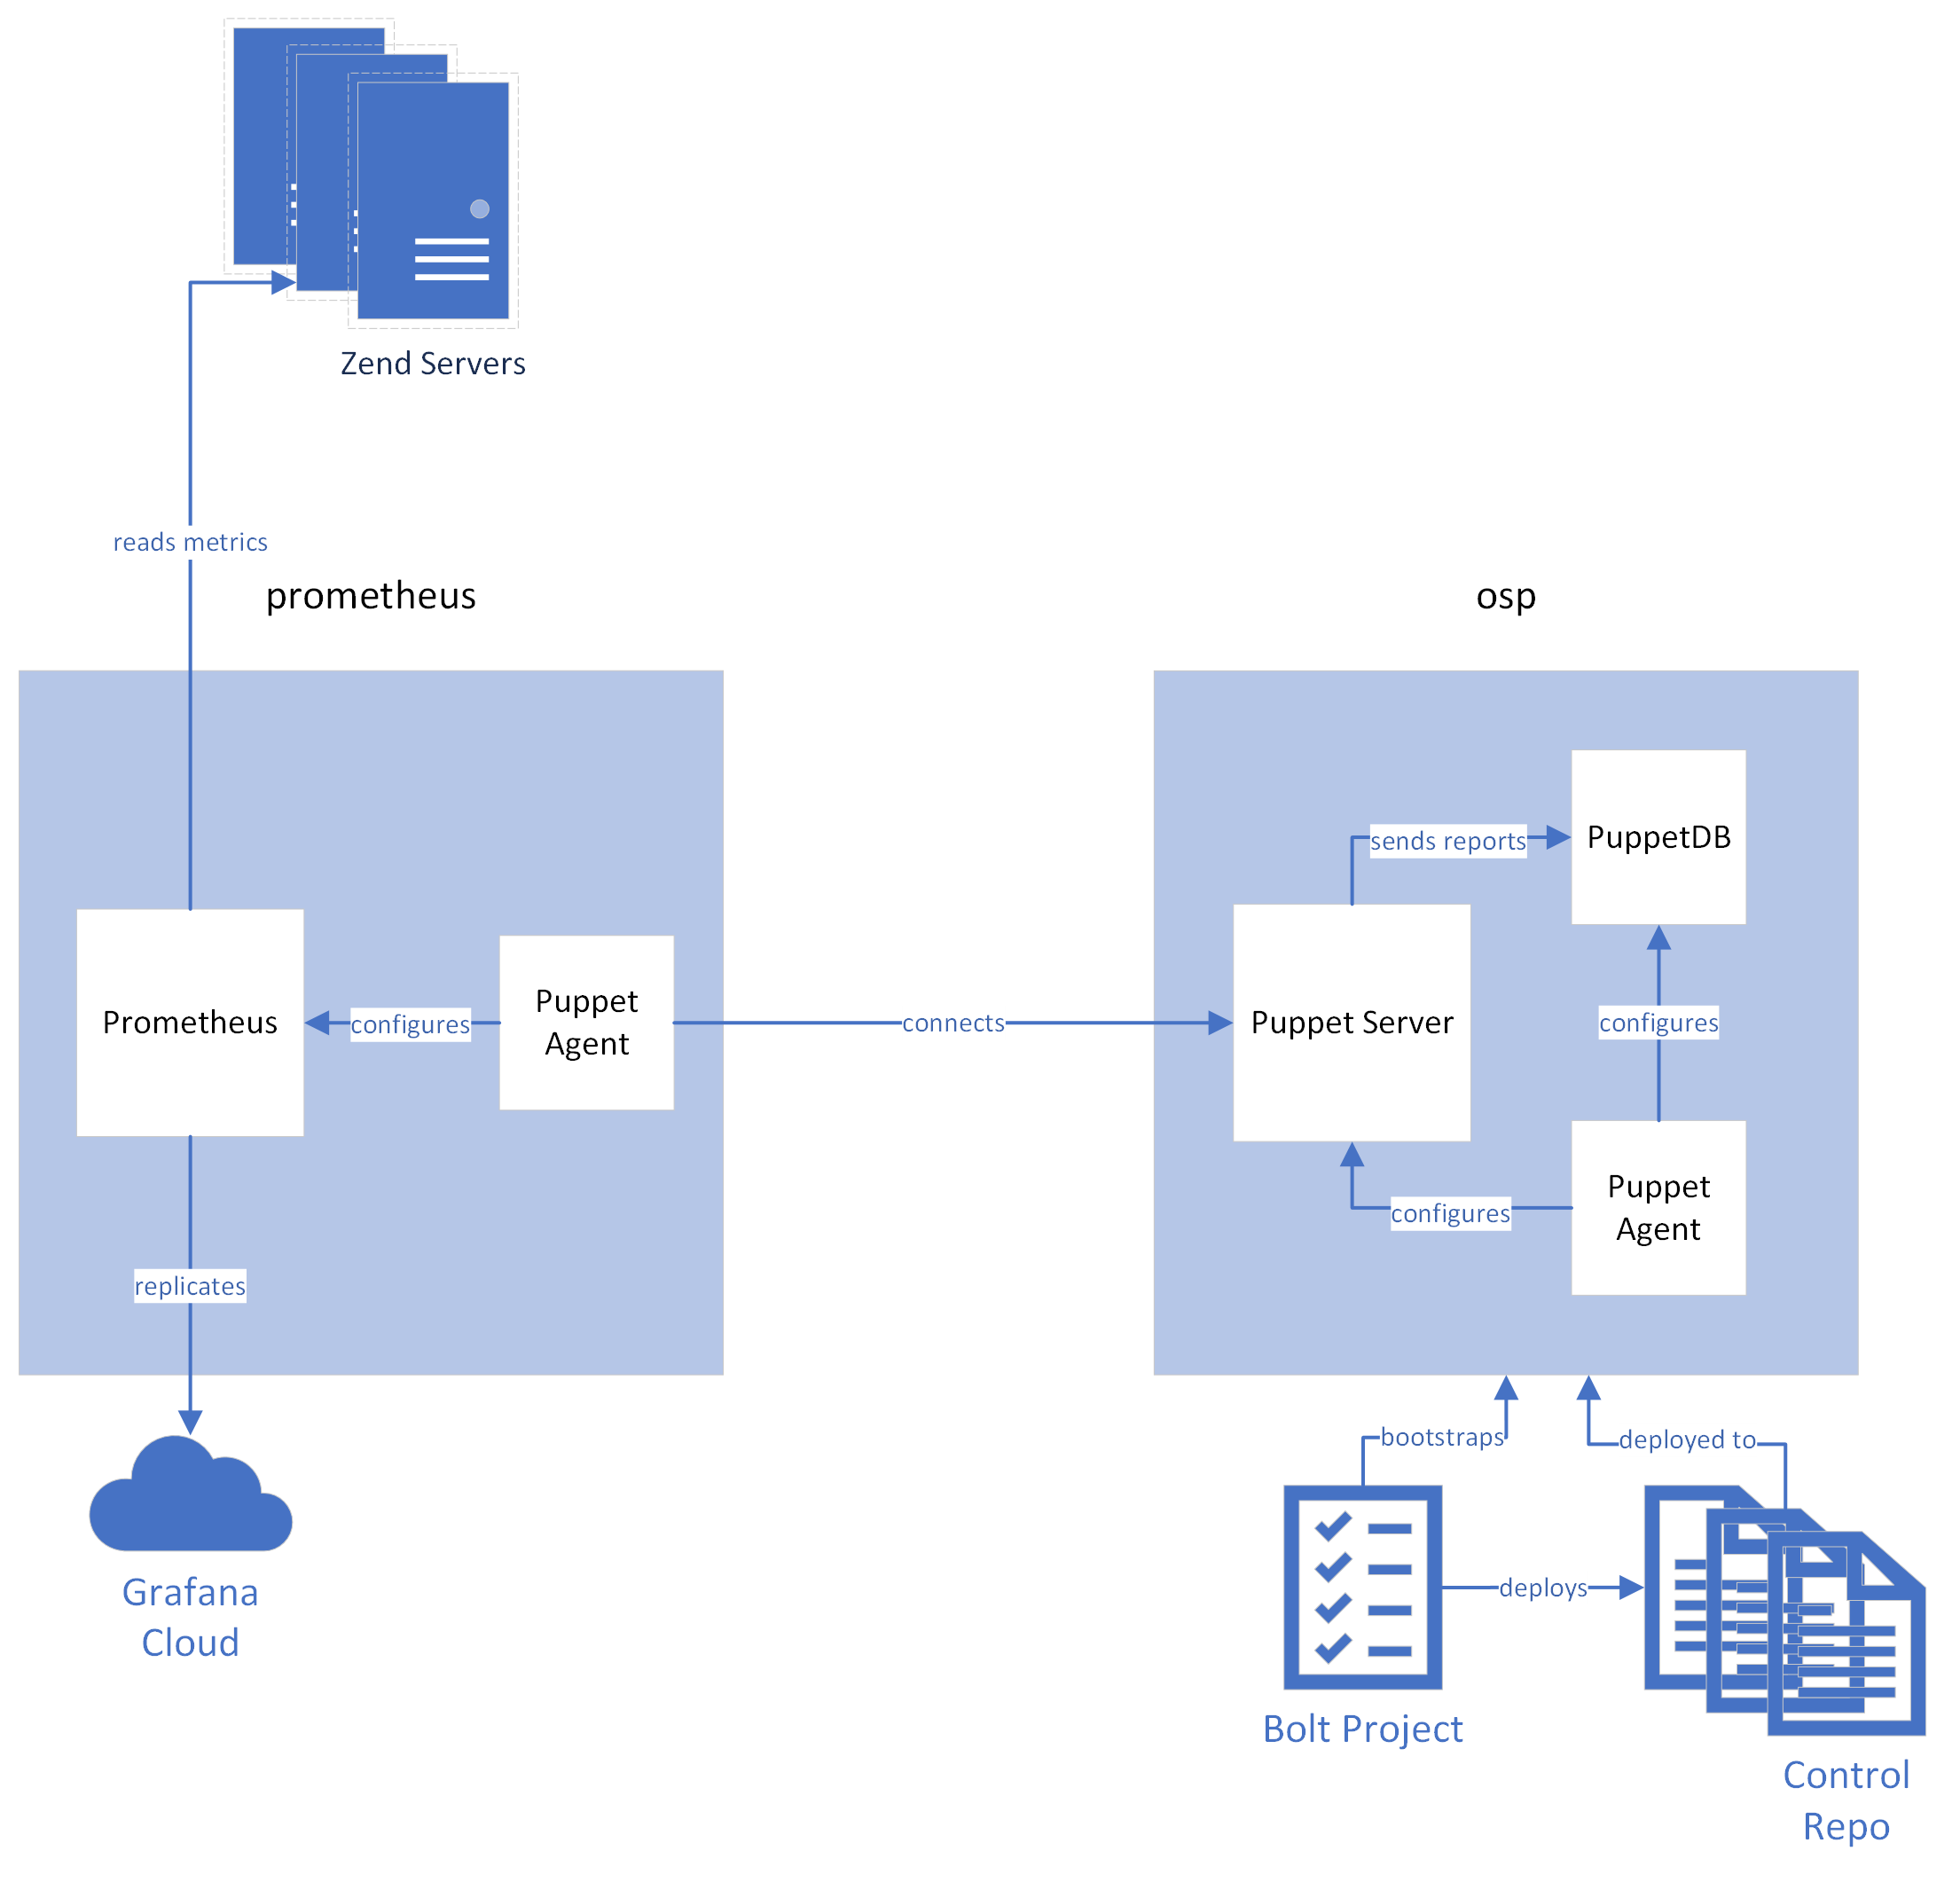 Zend Servers
reads metrics
prometheus
osp
sends reports
PuppetDB
Prometheus
configures
Puppet
Agent
connects
Puppet Server
configures
Puppet
Agent
configures
replicates
bootstraps
deployed to
Grafana
Cloud
deploys
Bolt Project
Control
Repo